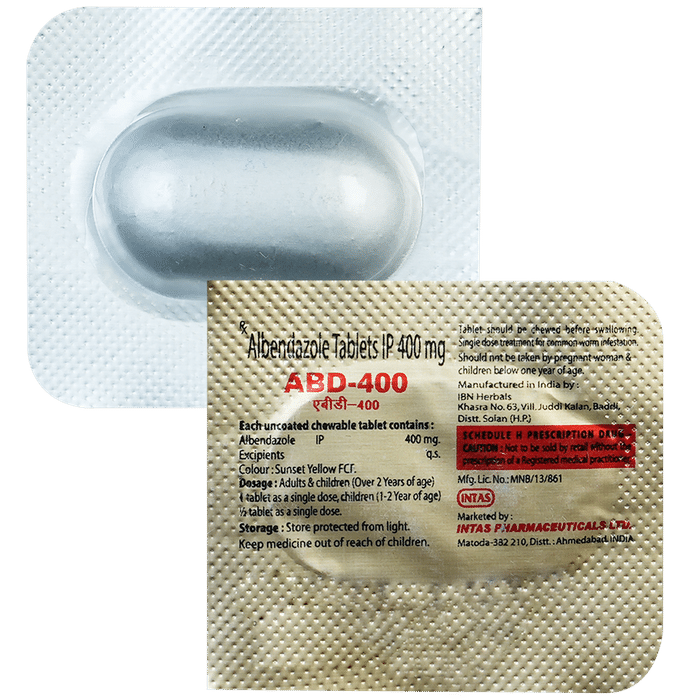 Rx
Albendazole Tablets IP 400 mg
ABD-400
एबीडी-400
Each uncoated chewable tablet contains :
Albendazole IP 400 mg.
Excipients q.s.
Colour : Sunset Yellow FCF.
Dosage : Adults & children (Over 2 Years of age)
1 tablet as a single dose, children (1-2 Year of age)
½ tablet as a single dose.
Storage : Store protected from light.
Keep medicine out of reach of children.
Tablet should be chewed before swallowing.
Single dose treatment for common worm infestation.
Should not be taken by pregnant woman &
children below one year of age.
Manufactured in India by :
IBN Herbals
Khasra No. 63, Vill. Juddi Kalan, Baddi,
Distt. Solan (H.P.)
SCHEDULE H PRESCRIPTION DRUG
CAUTION : Not to be sold by retail without the
prescription of a Registered medical practitioner.
Mfg. Lic. No.: MNB/13/861
INTAS
Marketed by :
INTAS PHARMACEUTICALS LTD.
Matoda-382 210, Distt. : Ahmedabad. INDIA